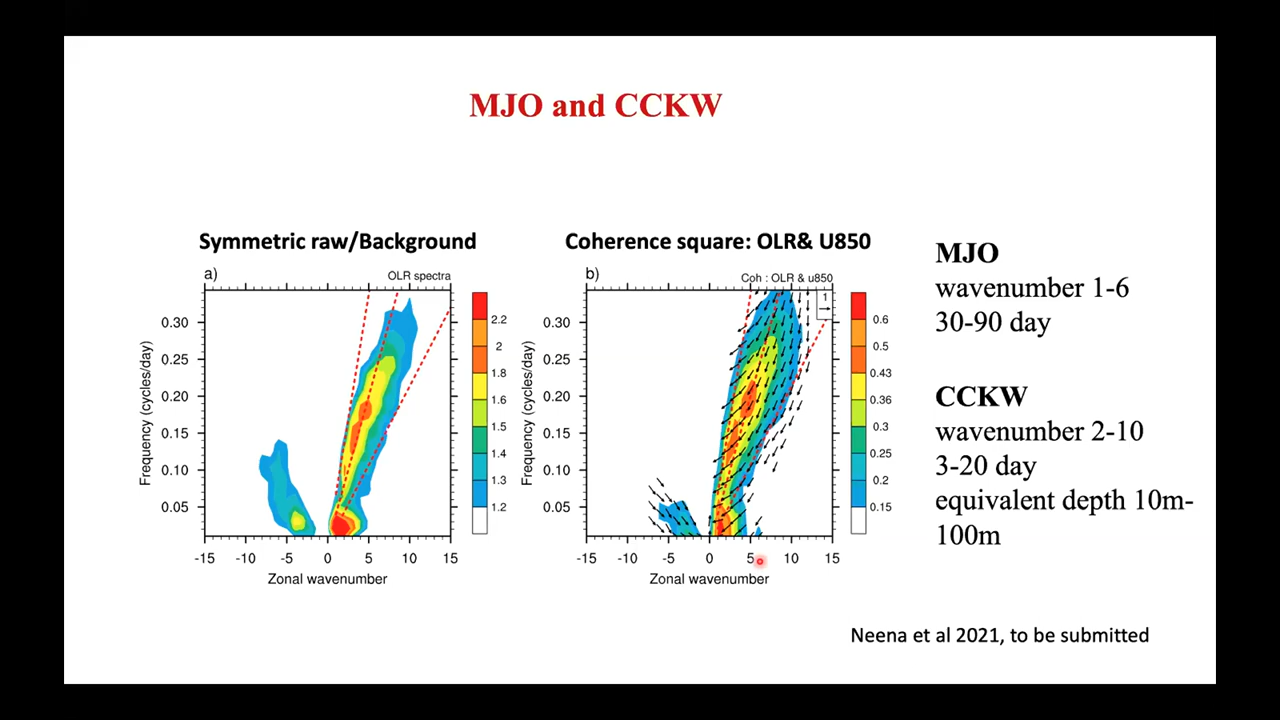 MJO and CCKW
Symmetric raw/Background
a)
OLR spectra
0.30
0.25
0.20
0.15
0.10
0.05
Frequency (cycles/day)
-15 -10 -5 0 5 10 15
Zonal wavenumber
2.2
2
1.8
1.6
1.5
1.4
1.3
1.2
Coherence square: OLR& U850
b)
Coh : OLR & u850
1
0.30
0.25
0.20
0.15
0.10
0.05
Frequency (cycles/day)
-15 -10 -5 0 5 10 15
Zonal wavenumber
0.6
0.5
0.43
0.36
0.3
0.25
0.2
0.15
MJO
wavenumber 1-6
30-90 day
CCKW
wavenumber 2-10
3-20 day
equivalent depth 10m-
100m
Neena et al 2021, to be submitted